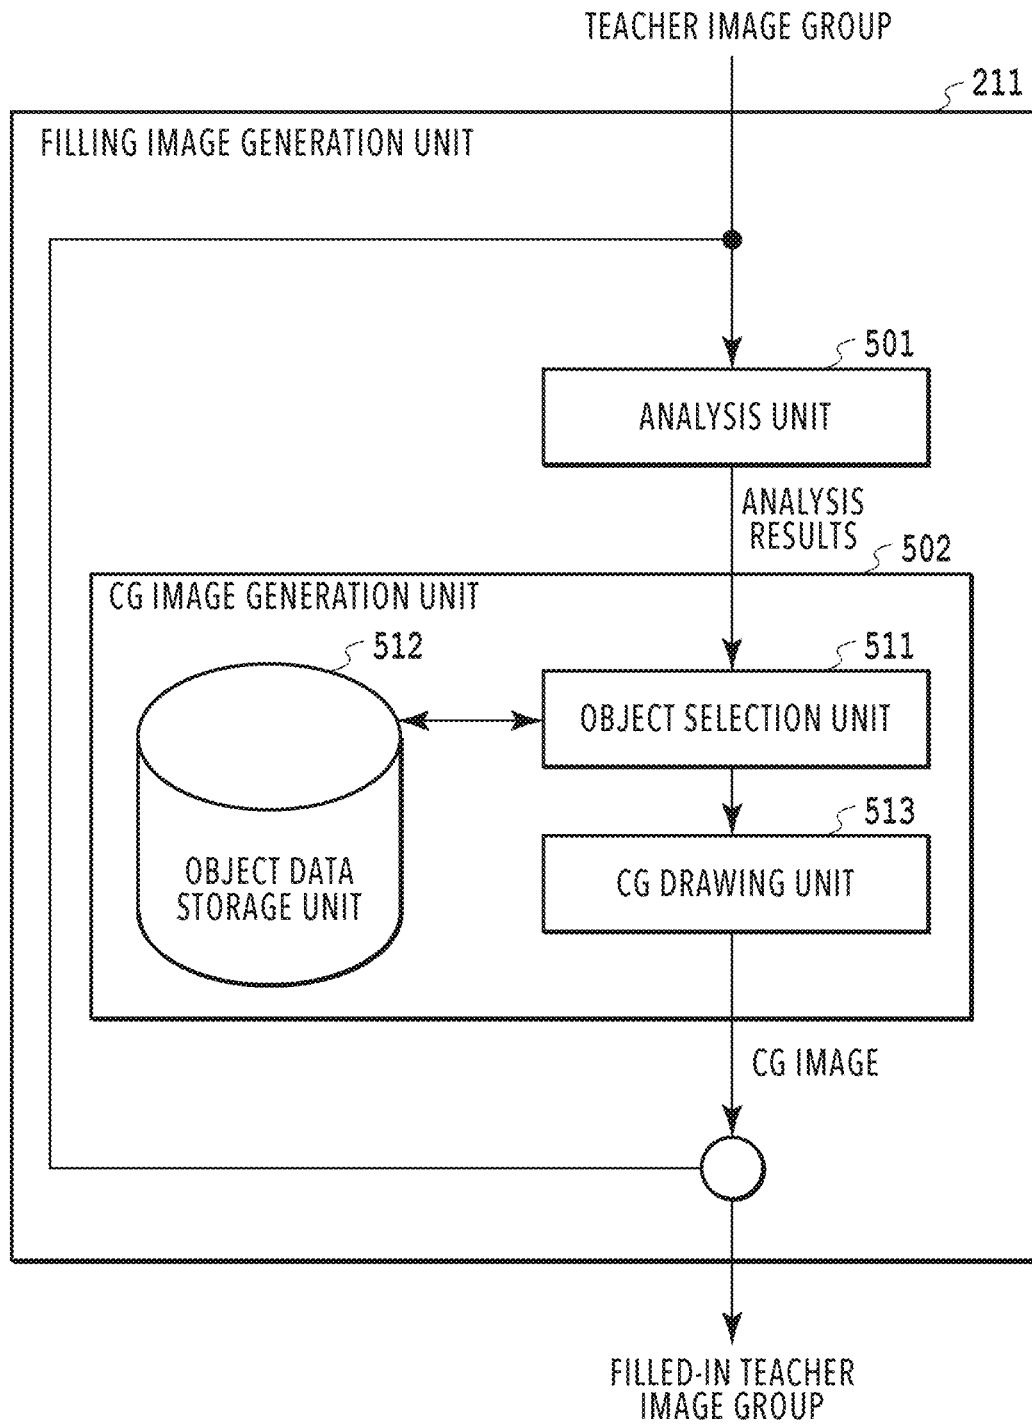 TEACHER IMAGE GROUP
211
FILLING IMAGE GENERATION UNIT
501
ANALYSIS UNIT
ANALYSIS
RESULTS
502
CG IMAGE GENERATION UNIT
512
511
OBJECT SELECTION UNIT
513
OBJECT DATA
STORAGE UNIT
CG DRAWING UNIT
CG IMAGE
FILLED-IN TEACHER
IMAGE GROUP